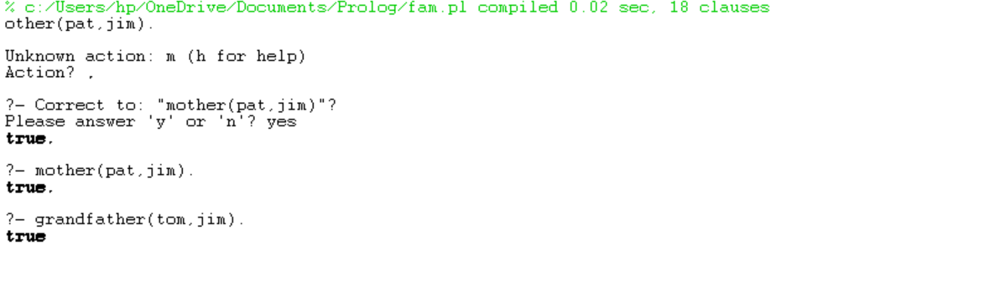 % c:/Users/hp/OneDrive/Documents/Prolog/fam.pl compiled 0.02 sec, 18 clauses
other(pat,jim).
Unknown action: m (h for help)
Action? ,
?- Correct to: "mother(pat,jim)"?
Please answer 'y' or 'n'? yes
true.
?- mother(pat,jim).
true.
?- grandfather(tom,jim).
true